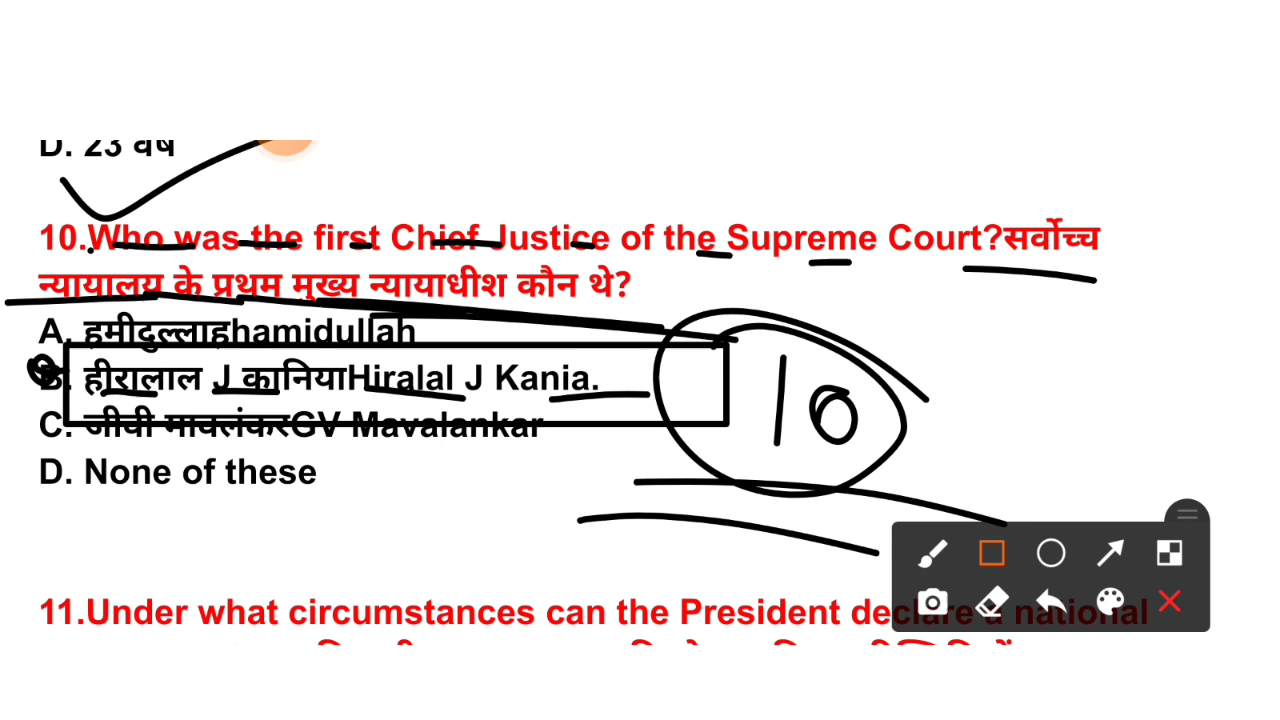 D. 23 वर्ष
10.Who was the first Chief Justice of the Supreme Court?सर्वोच्च
न्यायालय के प्रथम मुख्य न्यायाधीश कौन थे?
A. हमीदुल्लाहhamidullah
B. हीरालाल J कानियाHiralal J Kania.
C. जीवी मावलंकरGV Mavalankar
D. None of these
10
11.Under what circumstances can the President declare a national